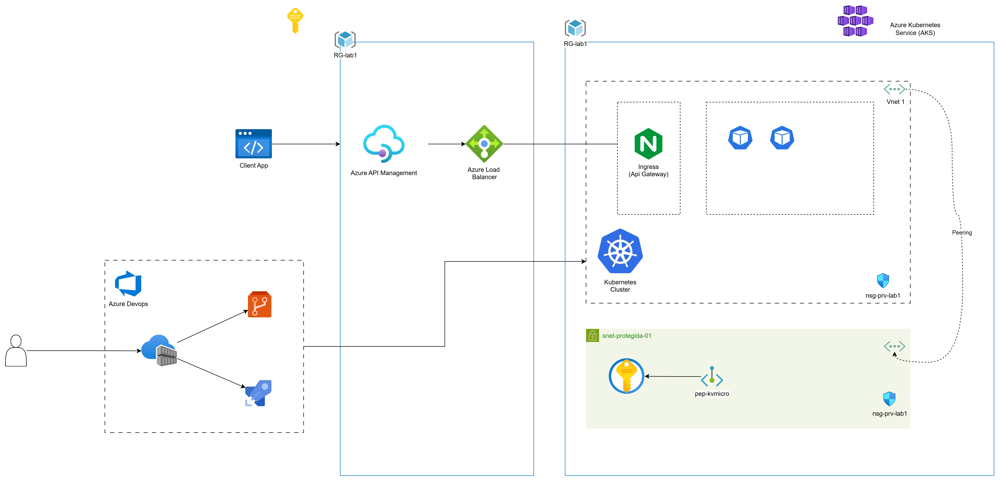 Azure Kubernetes
Service (AKS)
RG-lab1
RG-lab1
Vnet 1
Client App
Azure API Management
Azure Load
Balancer
Ingress
(Api Gateway)
Peering
Kubernetes
Cluster
nsg-prv-lab1
Azure Devops
snet-protegida-01
pep-kvmicro
nsg-prv-lab1